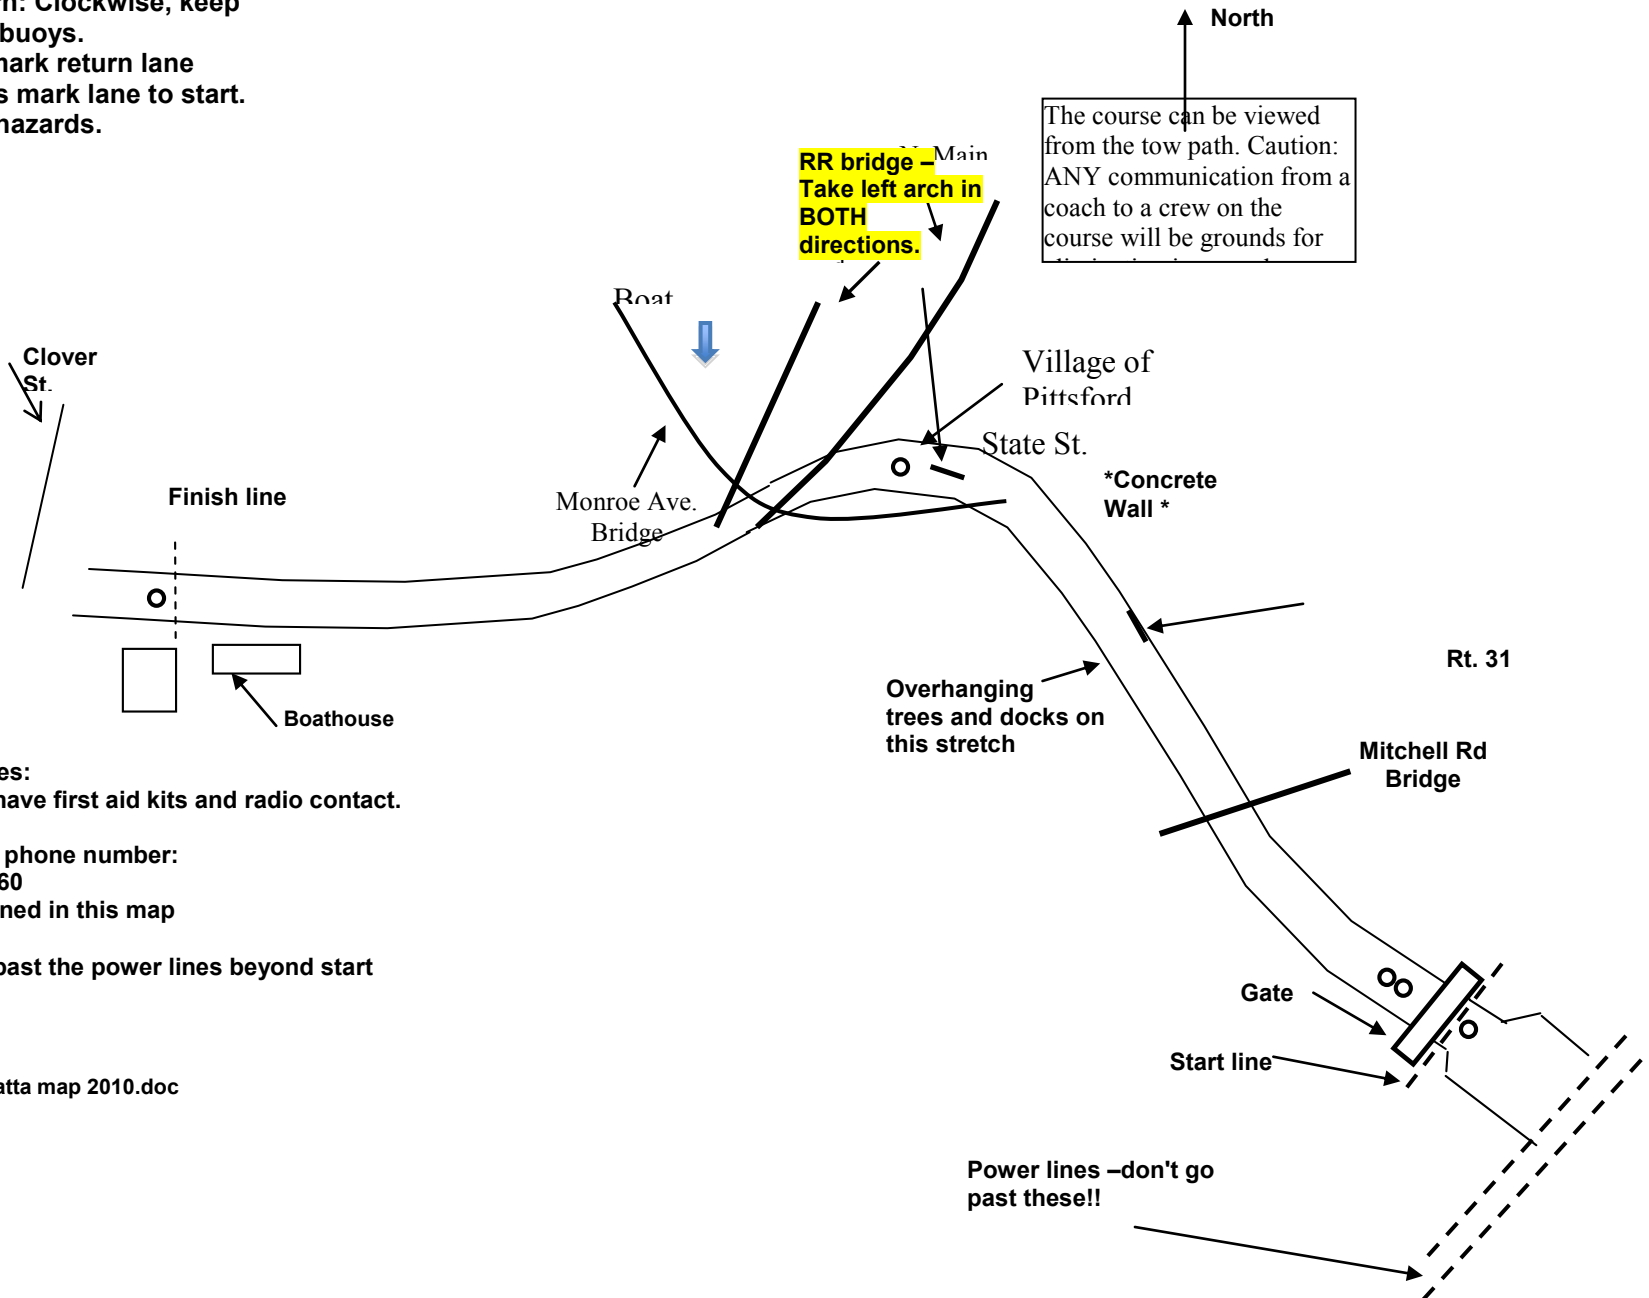 n: Clockwise, keep
buoys.
mark return lane
s mark lane to start.
hazards.
North
The course can be viewed
from the tow path. Caution:
ANY communication from a
coach to a crew on the
course will be grounds for
N. Main
RR bridge –
Take left arch in
BOTH
directions.
Boat
Clover
St.
Village of
Pittsford
State St.
*Concrete
Wall *
Finish line
Monroe Ave.
Bridge
Rt. 31
Overhanging
trees and docks on
this stretch
Boathouse
Mitchell Rd
Bridge
es:
have first aid kits and radio contact.
phone number:
60
ned in this map
past the power lines beyond start
Gate
Start line
atta map 2010.doc
Power lines –don't go
past these!!